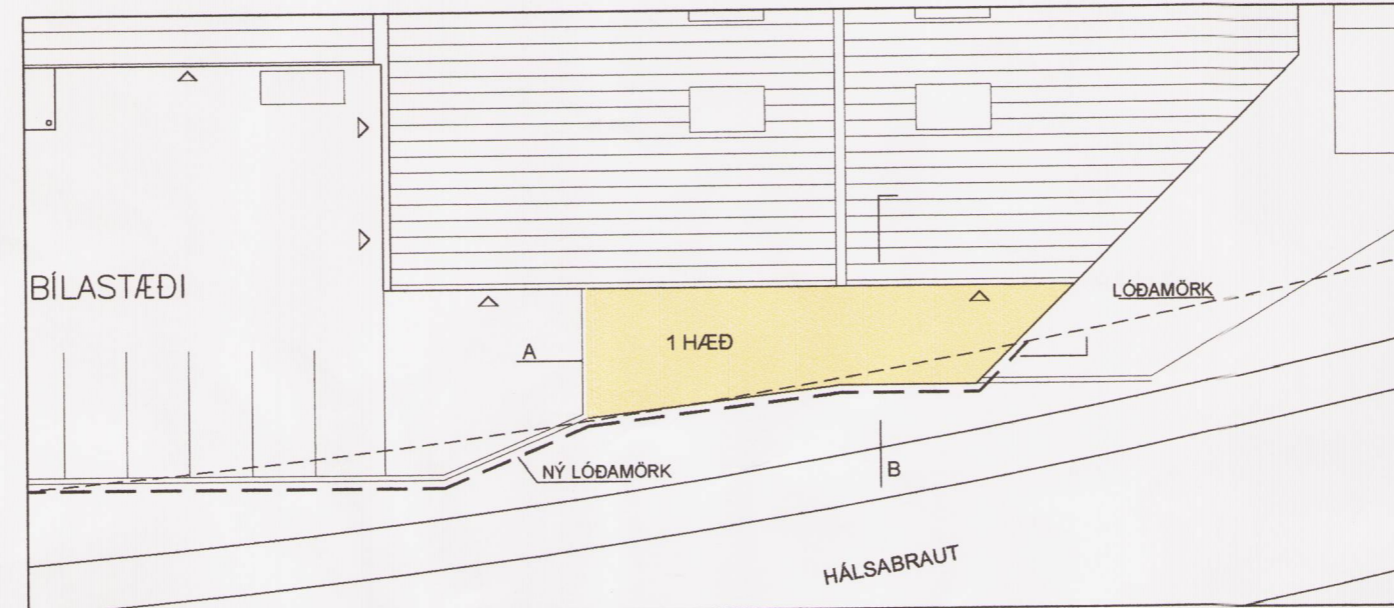 BÍLASTÆÐI
LÓÐAMÖRK
A
1 HÆÐ
NÝ LÓÐAMÖRK
B
HÁLSABRAUT